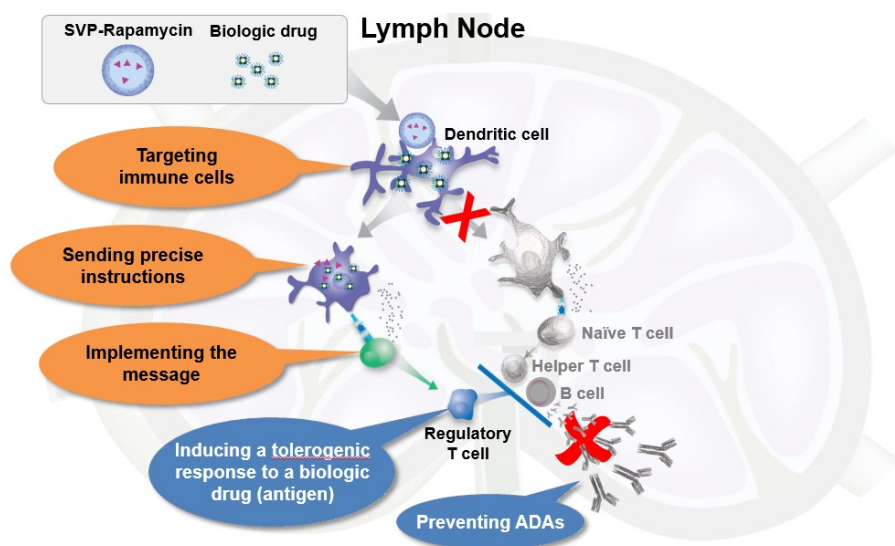 Lymph Node
SVP-Rapamycin
Biologic drug
Dendritic cell
Targeting
immune cells
Sending precise
instructions
Naïve T cell
Implementing the
message
Helper T cell
B cell
Regulatory
T cell
Inducing a tolerogenic
response to a biologic
drug (antigen)
Preventing ADAs